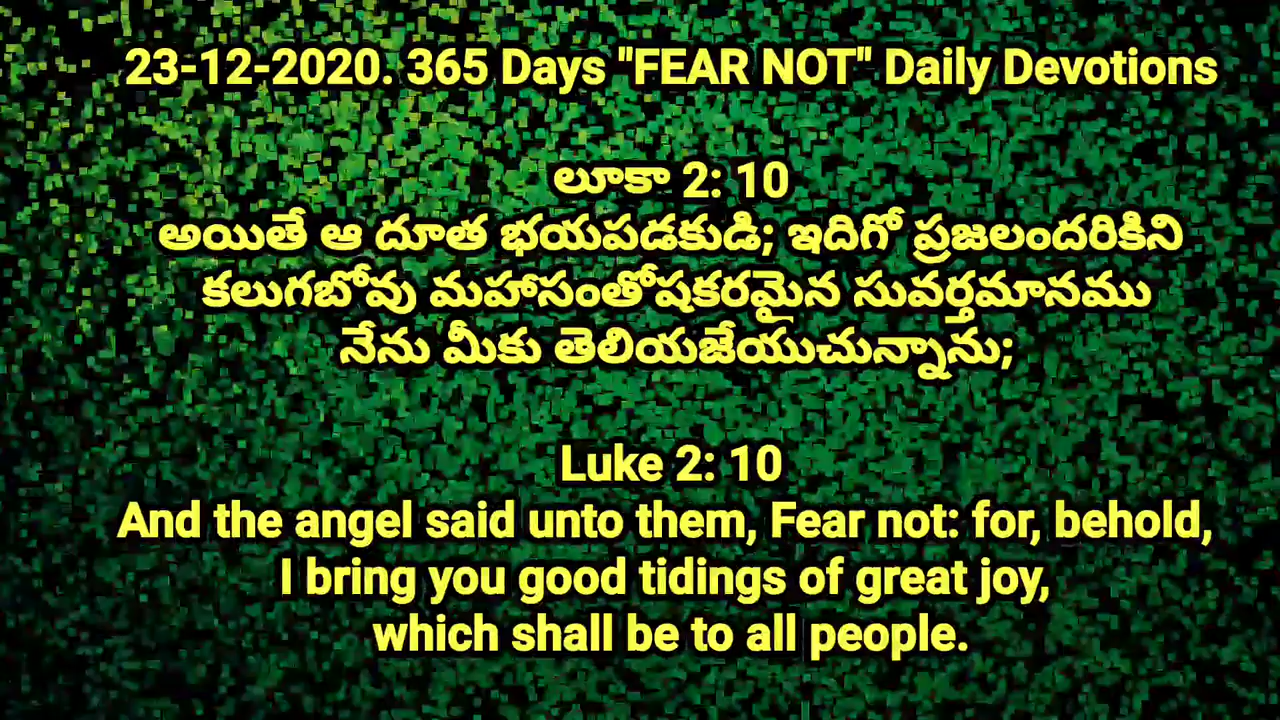 23-12-2020. 365 Days "FEAR NOT" Daily Devotions
లూకా 2: 10
అయితే ఆ దూత భయపడకుడి; ఇదిగో ప్రజలందరికిని
కలుగబోవు మహాసంతోషకరమైన సువర్తమానము
నేను మీకు తెలియజేయుచున్నాను;
Luke 2: 10
And the angel said unto them, Fear not: for, behold,
I bring you good tidings of great joy,
which shall be to all people.